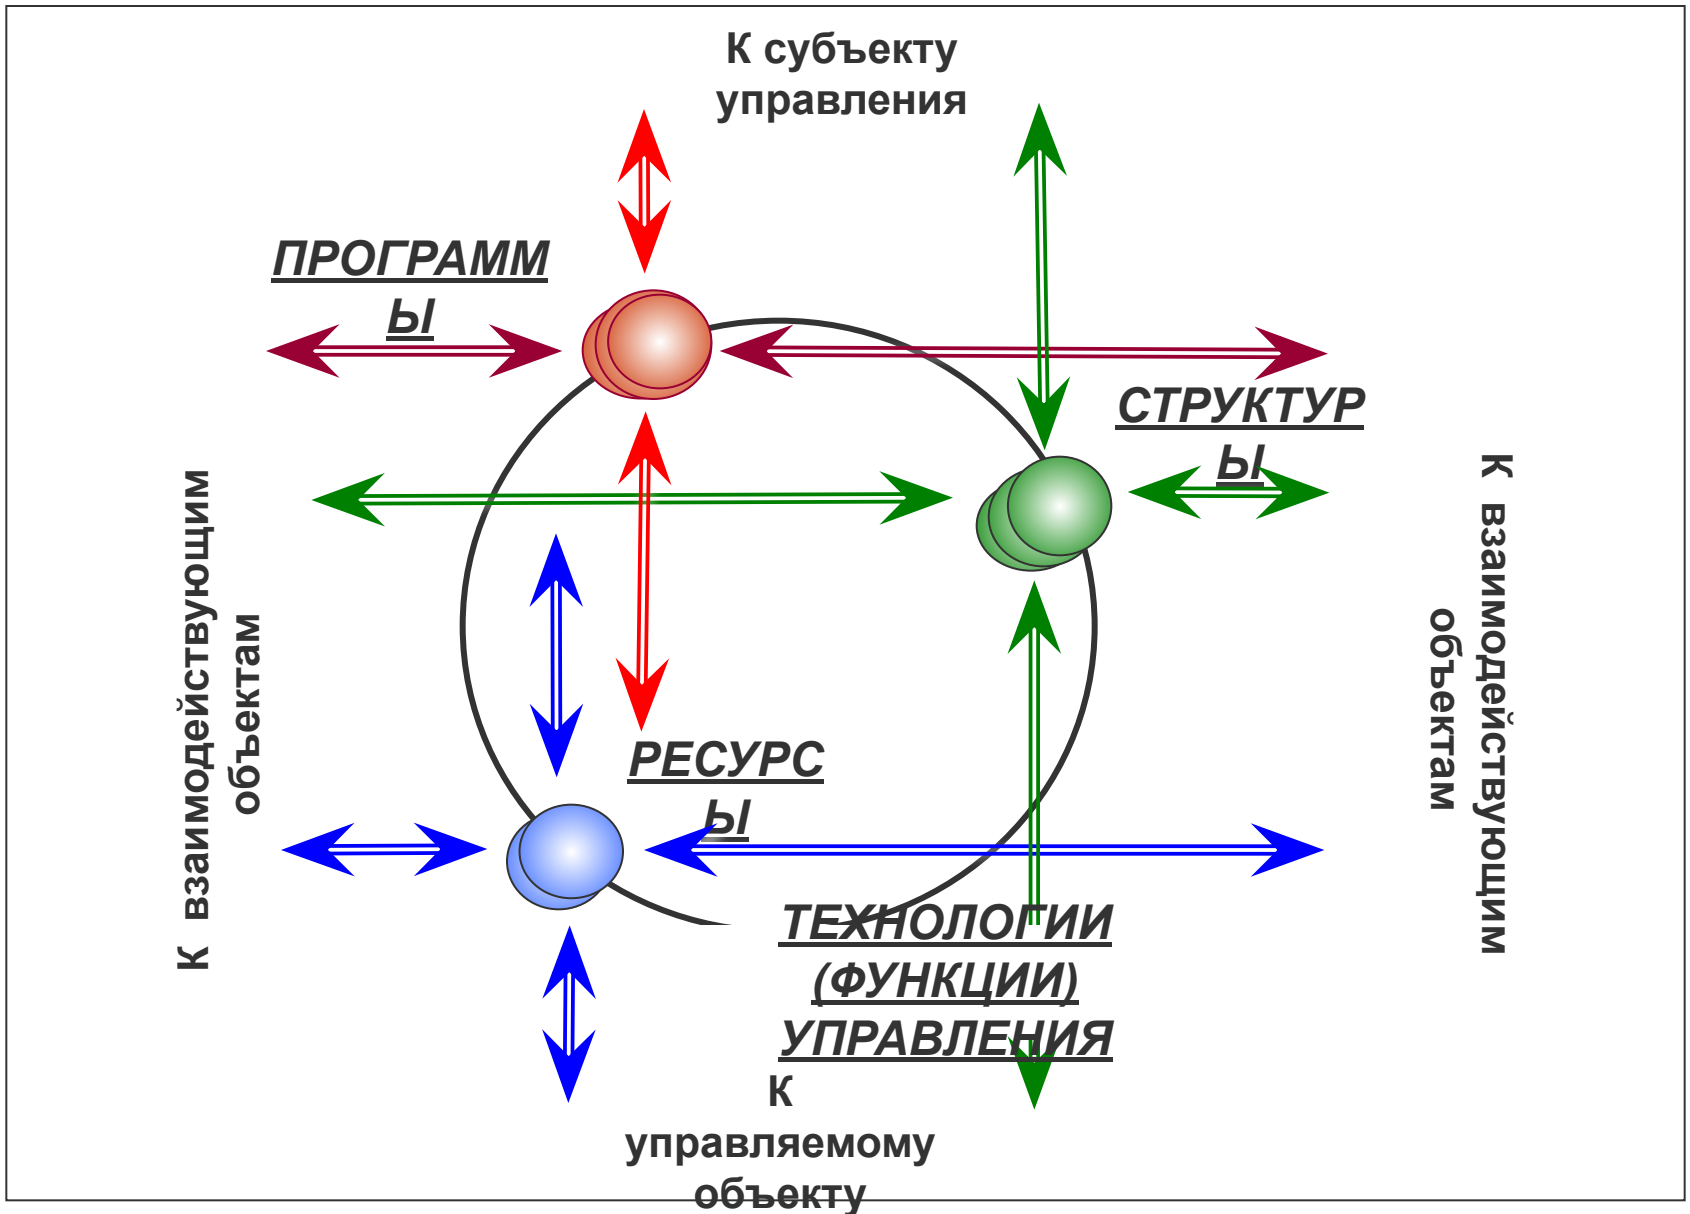 К субъекту
управления
ПРОГРАММ
Ы
СТРУКТУР
Ы
К взаимодействующим
объектам
К взаимодействующим
объектам
РЕСУРС
Ы
ТЕХНОЛОГИИ
(ФУНКЦИИ)
УПРАВЛЕНИЯ
К
управляемому
объекту